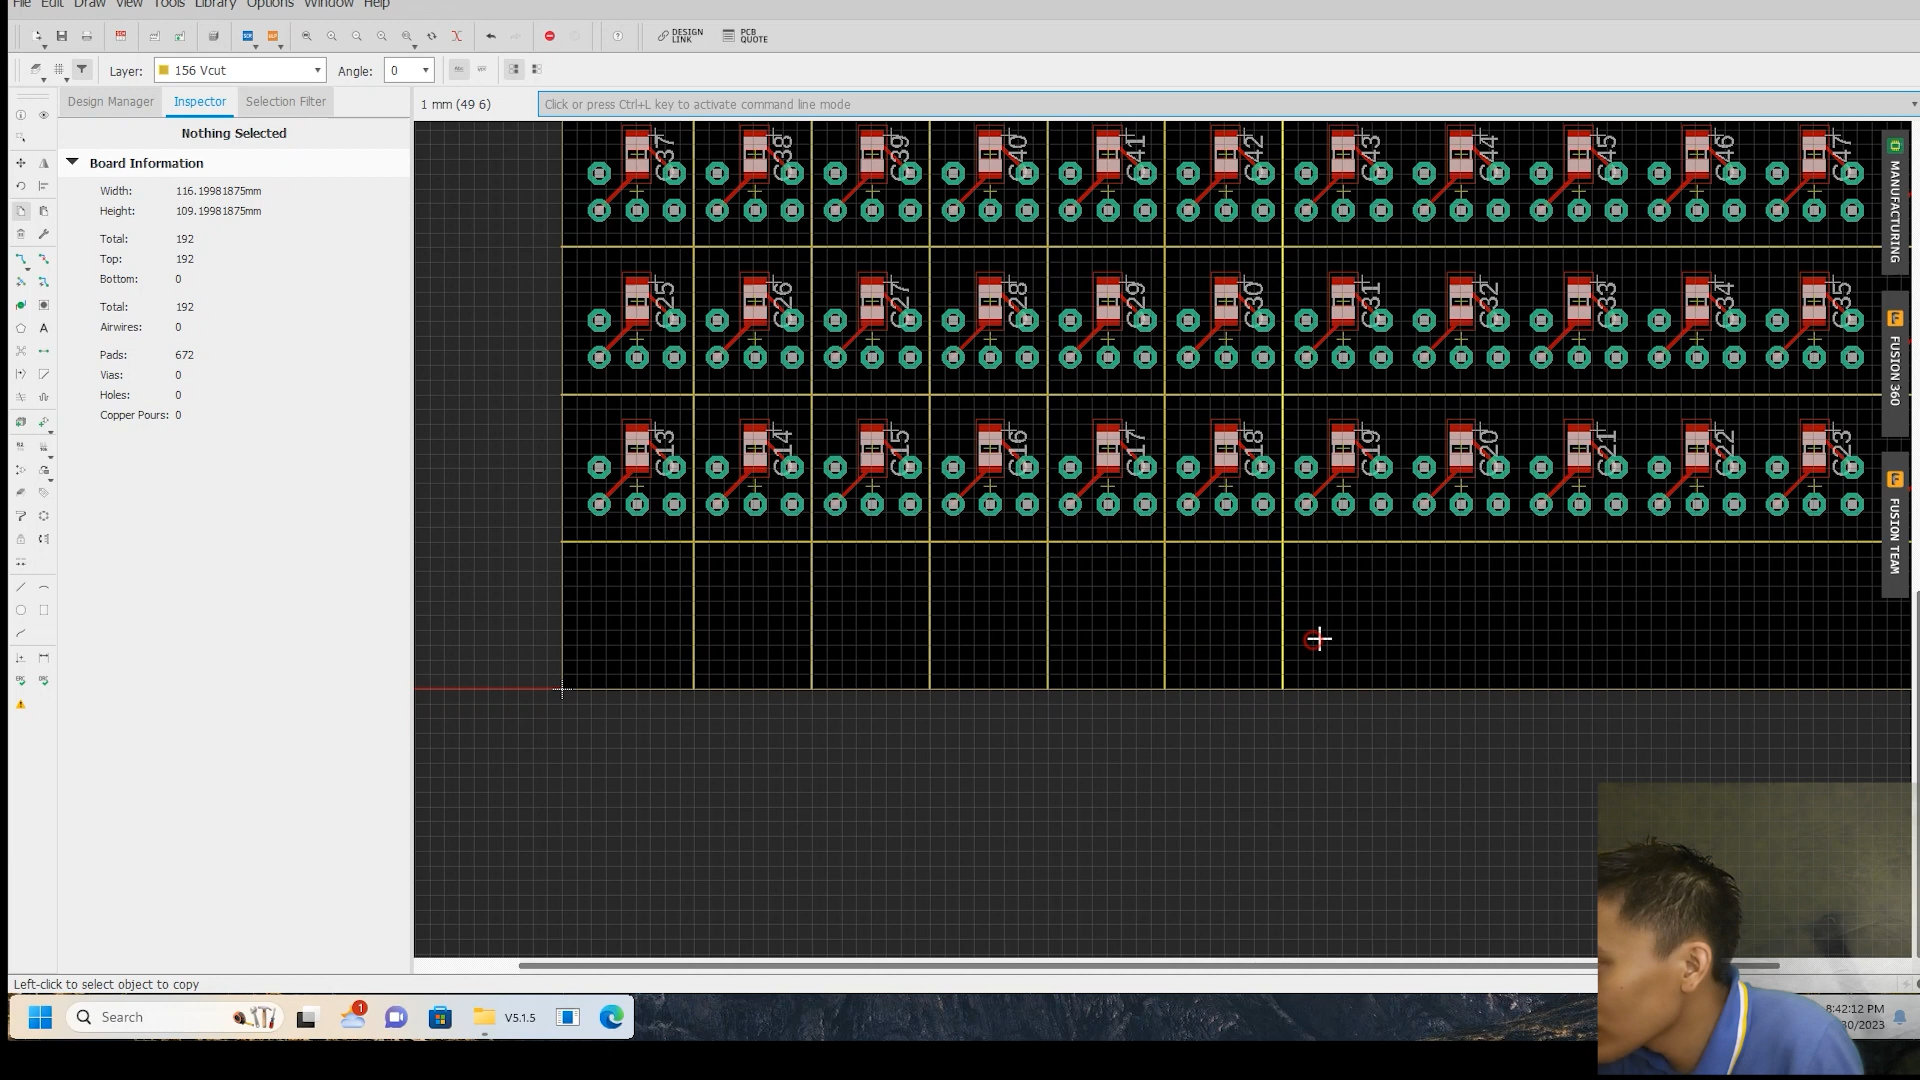 File Edit Draw View Tools Library Options Window Help
DESIGN LINK
PCB QUOTE
Layer: 156 Vcut Angle: 0
Design Manager Inspector Selection Filter
1 mm (49 6) Click or press Ctrl+L key to activate command line mode
Nothing Selected
Board Information
Width: 116.19981875mm
Height: 109.19981875mm
Total: 192
Top: 192
Bottom: 0
Total: 192
Airwires: 0
Pads: 672
Vias: 0
Holes: 0
Copper Pours: 0
C37 C38 C39 C40 C41 C42 C43 C44 C45 C46 C47
C25 C26 C27 C28 C29 C30 C31 C32 C33 C34 C35
C13 C14 C15 C16 C17 C18 C19 C20 C21 C22 C23
MANUFACTURING
FUSION 360
FUSION TEAM
Left-click to select object to copy
Search
1
V5.1.5
8:42:12 PM
30/2023